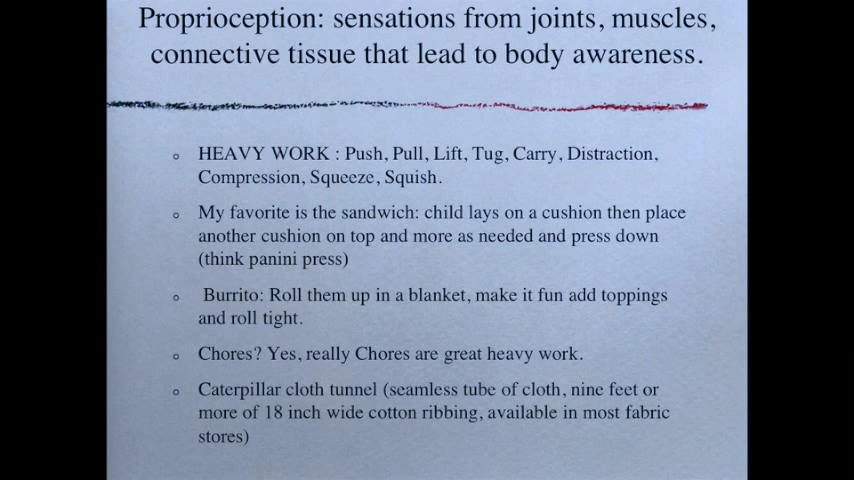 Proprioception: sensations from joints, muscles,
connective tissue that lead to body awareness.
HEAVY WORK : Push, Pull, Lift, Tug, Carry, Distraction,
Compression, Squeeze, Squish.
My favorite is the sandwich: child lays on a cushion then place
another cushion on top and more as needed and press down
(think panini press)
Burrito: Roll them up in a blanket, make it fun add toppings
and roll tight.
Chores? Yes, really Chores are great heavy work.
Caterpillar cloth tunnel (seamless tube of cloth, nine feet or
more of 18 inch wide cotton ribbing, available in most fabric
stores)